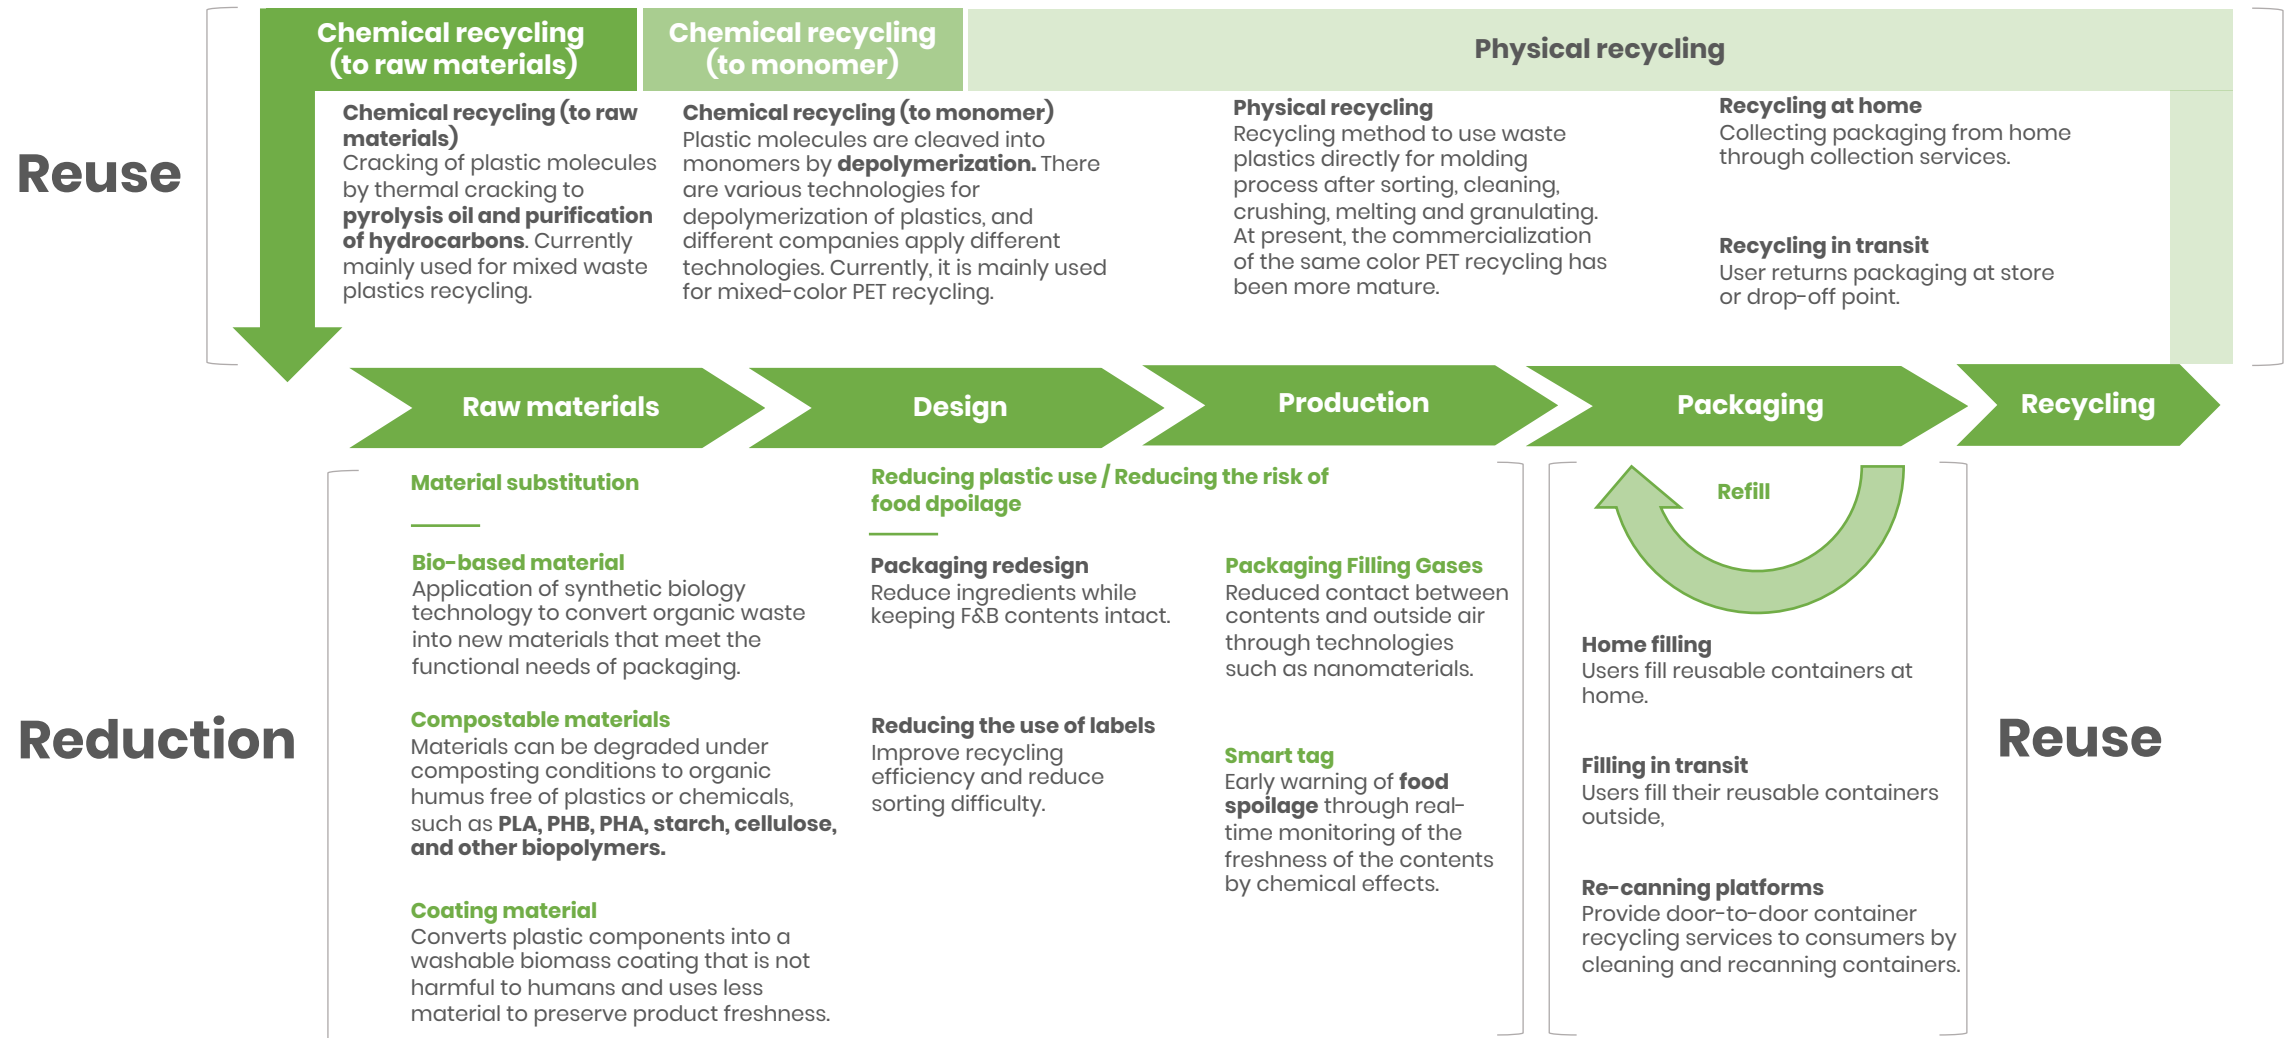 Chemical recycling
(to raw materials)
Chemical recycling
(to monomer)
Physical recycling
Reuse
Chemical recycling (to raw
materials)
Cracking of plastic molecules
by thermal cracking to
pyrolysis oil and purification
of hydrocarbons. Currently
mainly used for mixed waste
plastics recycling.
Chemical recycling (to monomer)
Plastic molecules are cleaved into
monomers by depolymerization. There
are various technologies for
depolymerization of plastics, and
different companies apply different
technologies. Currently, it is mainly used
for mixed-color PET recycling.
Physical recycling
Recycling method to use waste
plastics directly for molding
process after sorting, cleaning,
crushing, melting and granulating.
At present, the commercialization
of the same color PET recycling has
been more mature.
Recycling at home
Collecting packaging from home
through collection services.
Recycling in transit
User returns packaging at store
or drop-off point.
Raw materials
Design
Production
Packaging
Recycling
Reduction
Material substitution
Bio-based material
Application of synthetic biology
technology to convert organic waste
into new materials that meet the
functional needs of packaging.
Compostable materials
Materials can be degraded under
composting conditions to organic
humus free of plastics or chemicals,
such as PLA, PHB, PHA, starch, cellulose,
and other biopolymers.
Coating material
Converts plastic components into a
washable biomass coating that is not
harmful to humans and uses less
material to preserve product freshness.
Reducing plastic use / Reducing the risk of
food dpoilage
Packaging redesign
Reduce ingredients while
keeping F&B contents intact.
Reducing the use of labels
Improve recycling
efficiency and reduce
sorting difficulty.
Packaging Filling Gases
Reduced contact between
contents and outside air
through technologies
such as nanomaterials.
Smart tag
Early warning of food
spoilage through real-
time monitoring of the
freshness of the contents
by chemical effects.
Refill
Home filling
Users fill reusable containers at
home.
Filling in transit
Users fill their reusable containers
outside,
Re-canning platforms
Provide door-to-door container
recycling services to consumers by
cleaning and recanning containers.
Reuse